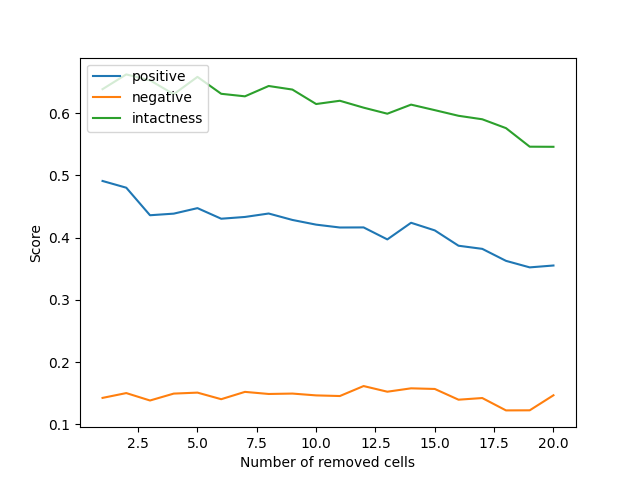 positive
negative
intactness
0.6
0.5
0.4
0.3
0.2
0.1
Score
2.5 5.0 7.5 10.0 12.5 15.0 17.5 20.0
Number of removed cells